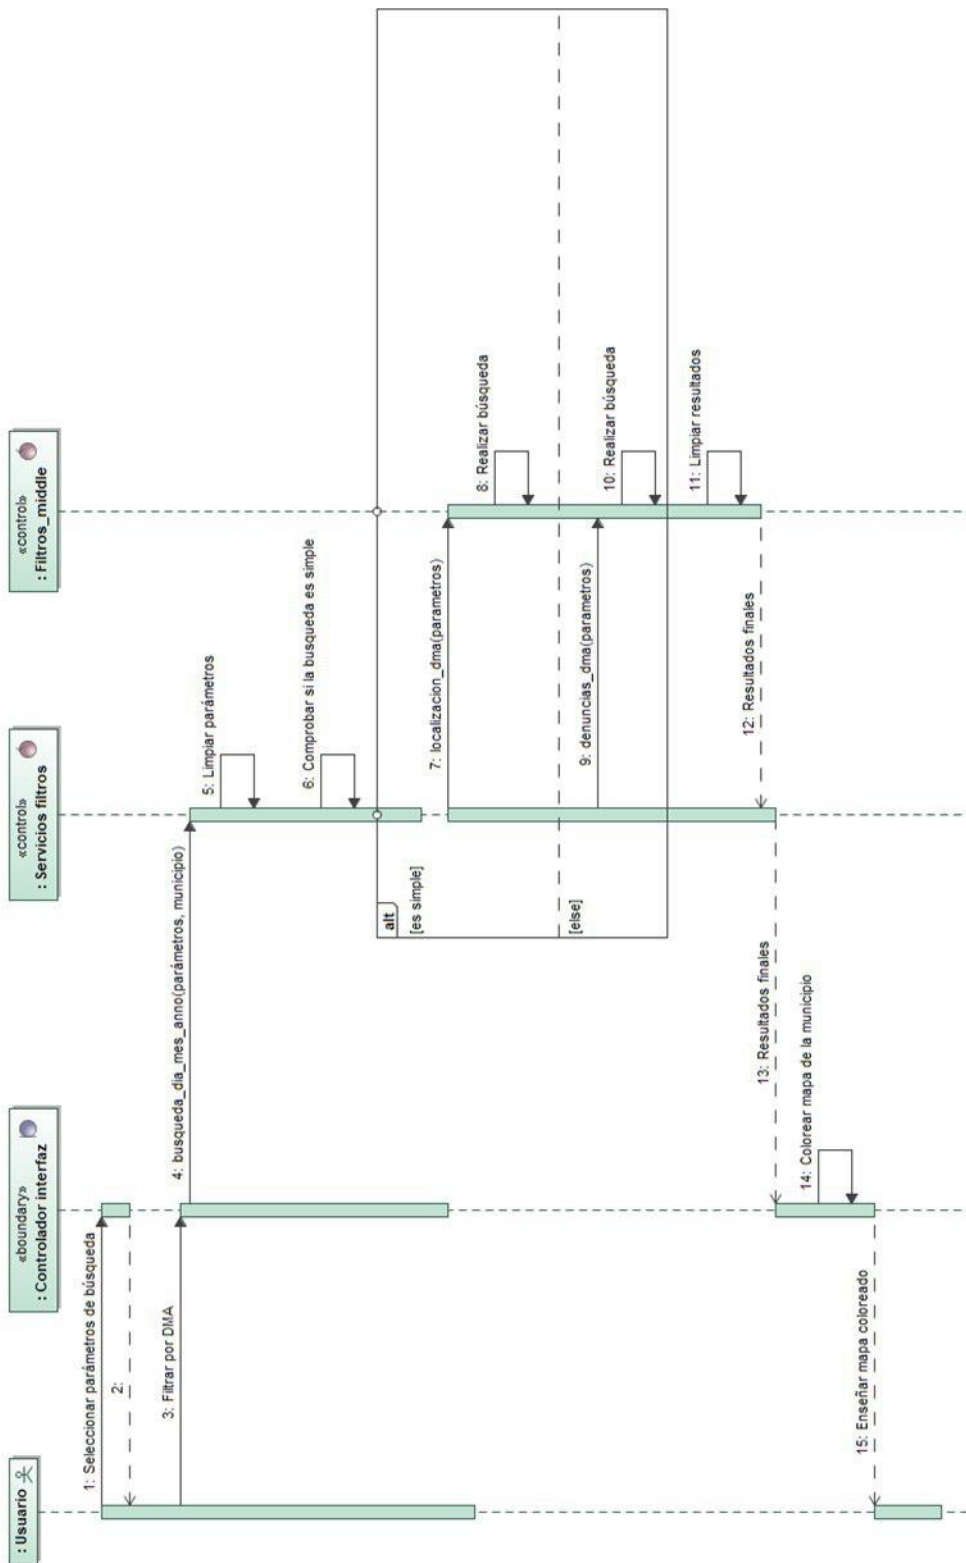 : Usuario
«boundary»
: Controlador interfaz
«control»
: Servicios filtros
«control»
: Filtros_middle
1: Seleccionar parámetros de búsqueda
2:
3: Filtrar por DMA
4: busqueda_dia_mes_anno(parámetros, municipio)
5: Limpiar parámetros
6: Comprobar si la busqueda es simple
alt
[es simple]
7: localizacion_dma(parametros)
8: Realizar búsqueda
[else]
9: denuncias_dma(parametros)
10: Realizar búsqueda
11: Limpiar resultados
12: Resultados finales
13: Resultados finales
14: Colorear mapa de la municipio
15: Enseñar mapa coloreado